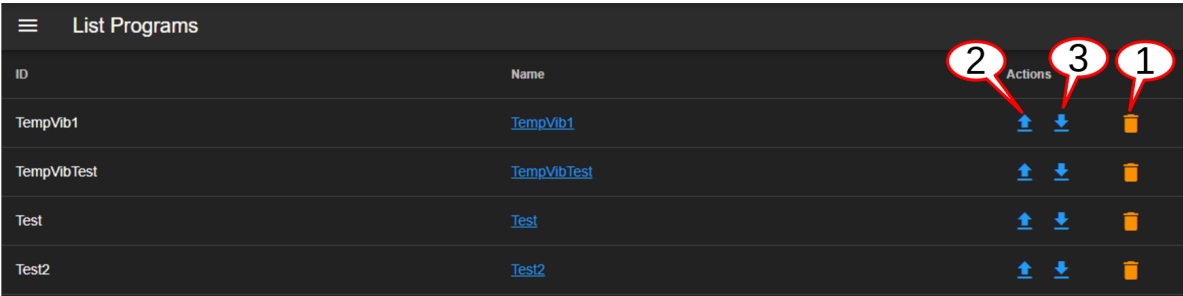 List Programs
2 3 1
ID Name Actions
TempVib1 TempVib1
TempVibTest TempVibTest
Test Test
Test2 Test2